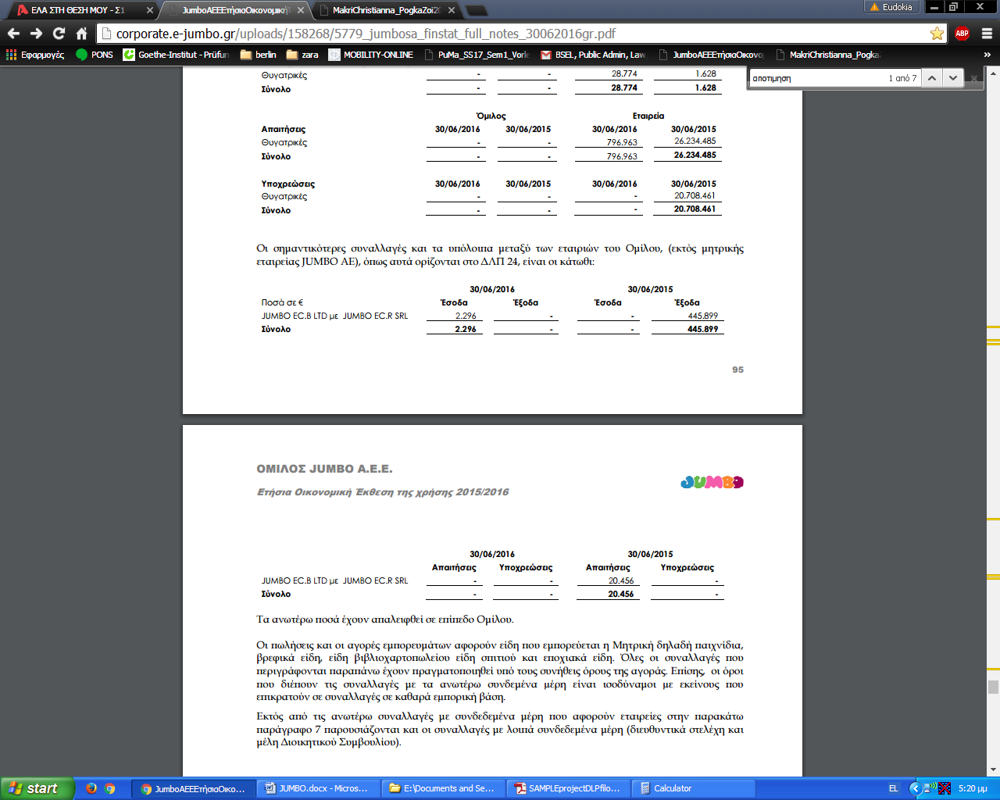 ΕΛΑ ΣΤΗ ΘΕΣΗ ΜΟΥ - Σ1
JumboΑΕΕΕτήσιαΟικονομική
MakriChristianna_PogkaZoi20
Eudokia
corporate.e-jumbo.gr/uploads/158268/5779_jumbosa_finstat_full_notes_30062016gr.pdf
ABP
Εφαρμογές PONS Goethe-Institut - Prüfun berlin zara MOBILITY-ONLINE PuMa_SS17_Sem1_Vorle BSEL, Public Admin, Law JumboΑΕΕΕτήσιαΟικονο MakriChristianna_PogkaZ »
αποτιμηση 1 από 7
Θυγατρικές - - 28.774 1.628
Σύνολο - - 28.774 1.628
Όμιλος Εταιρεία
Απαιτήσεις 30/06/2016 30/06/2015 30/06/2016 30/06/2015
Θυγατρικές - - 796.963 26.234.485
Σύνολο - - 796.963 26.234.485
Υποχρεώσεις 30/06/2016 30/06/2015 30/06/2016 30/06/2015
Θυγατρικές - - - 20.708.461
Σύνολο - - - 20.708.461
Οι σημαντικότερες συναλλαγές και τα υπόλοιπα μεταξύ των εταιριών του Ομίλου, (εκτός μητρικής
εταιρείας JUMBO AE), όπως αυτά ορίζονται στο ΔΛΠ 24, είναι οι κάτωθι:
30/06/2016 30/06/2015
Ποσά σε € Έσοδα Έξοδα Έσοδα Έξοδα
JUMBO EC.B LTD με JUMBO EC.R SRL 2.296 - - 445.899
Σύνολο 2.296 - - 445.899
95
ΟΜΙΛΟΣ JUMBO Α.Ε.Ε.
JUMBO
Ετήσια Οικονομική Έκθεση της χρήσης 2015/2016
30/06/2016 30/06/2015
Απαιτήσεις Υποχρεώσεις Απαιτήσεις Υποχρεώσεις
JUMBO EC.B LTD με JUMBO EC.R SRL - - 20.456 -
Σύνολο - - 20.456 -
Τα ανωτέρω ποσά έχουν απαλειφθεί σε επίπεδο Ομίλου.
Οι πωλήσεις και οι αγορές εμπορευμάτων αφορούν είδη που εμπορεύεται η Μητρική δηλαδή παιχνίδια,
βρεφικά είδη, είδη βιβλιοχαρτοπωλείου είδη σπιτιού και εποχιακά είδη. Όλες οι συναλλαγές που
περιγράφονται παραπάνω έχουν πραγματοποιηθεί υπό τους συνήθεις όρους της αγοράς. Επίσης, οι όροι
που διέπουν τις συναλλαγές με τα ανωτέρω συνδεμένα μέρη είναι ισοδύναμοι με εκείνους που
επικρατούν σε συναλλαγές σε καθαρά εμπορική βάση.
Εκτός από τις ανωτέρω συναλλαγές με συνδεδεμένα μέρη που αφορούν εταιρείες στην παρακάτω
παράγραφο 7 παρουσιάζονται και οι συναλλαγές με λοιπά συνδεδεμένα μέρη (διευθυντικά στελέχη και
μέλη Διοικητικού Συμβουλίου).
start JumboΑΕΕΕτήσιαΟικο... JUMBO.docx - Micros... E:\Documents and Se... SAMPLEprojectDLPfilo... Calculator EL 5:20 μμ